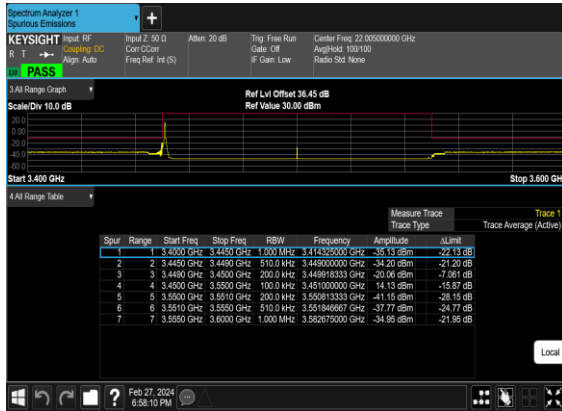 Spectrum Analyzer 1
Spurious Emissions
+
KEYSIGHT Input: RF Input Z: 50 Ω Atten: 20 dB Trig: Free Run Center Freq: 22.005000000 GHz
R T Coupling: DC Corr CCorr Gate: Off Avg|Hold: 100/100
Align: Auto Freq Ref: Int (S) IF Gain: Low Radio Std: None
LXI PASS
3 All Range Graph Ref Lvl Offset 36.45 dB
Scale/Div 10.0 dB Ref Value 30.00 dBm
20.0
0.00
-20.0
-40.0
-60.0
Start 3.400 GHz Stop 3.600 GH
4 All Range Table
Measure Trace Trace 1
Trace Type Trace Average (Active)
Spur Range Start Freq Stop Freq RBW Frequency Amplitude ΔLimit
1 1 3.4000 GHz 3.4450 GHz 1.000 MHz 3.414325000 GHz -35.13 dBm -22.13 dB
2 2 3.4450 GHz 3.4490 GHz 510.0 kHz 3.449000000 GHz -34.20 dBm -21.20 dB
3 3 3.4490 GHz 3.4500 GHz 200.0 kHz 3.449918333 GHz -20.06 dBm -7.061 dB
4 4 3.4500 GHz 3.5500 GHz 100.0 kHz 3.451000000 GHz 14.13 dBm -15.87 dB
5 5 3.5500 GHz 3.5510 GHz 200.0 kHz 3.550813333 GHz -41.15 dBm -28.15 dB
6 6 3.5510 GHz 3.5550 GHz 510.0 kHz 3.551846667 GHz -37.77 dBm -24.77 dB
7 7 3.5550 GHz 3.6000 GHz 1.000 MHz 3.582675000 GHz -34.95 dBm -21.95 dB
Local
? Feb 27, 2024
6:58:10 PM